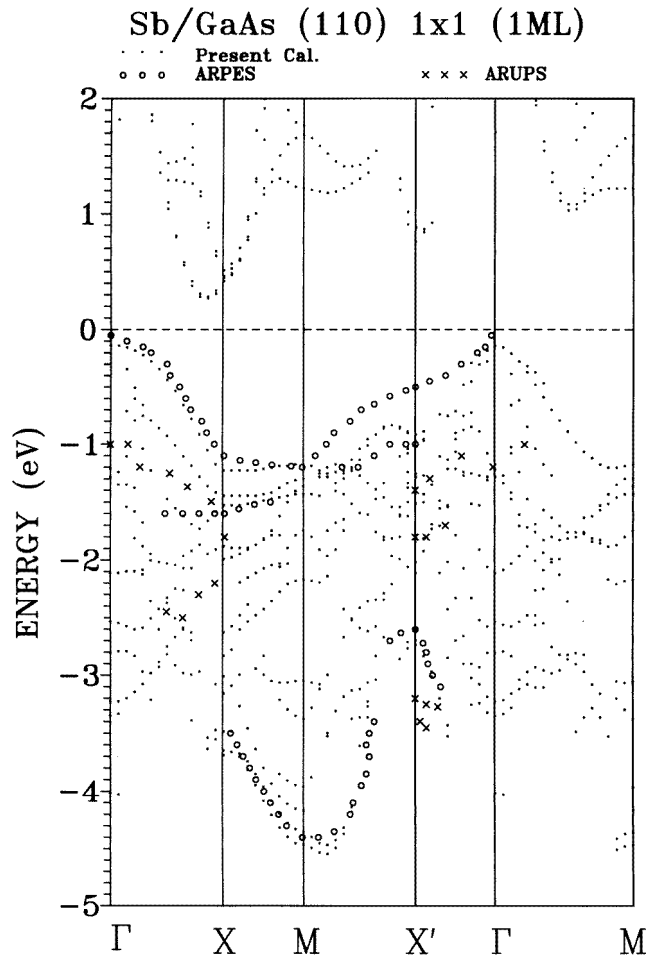 Sb/GaAs (110) 1x1 (1ML)
Present Cal.
ARPES ARUPS
2
1
0
−1
−2
−3
−4
−5
ENERGY (eV)
Γ X M X′ Γ M